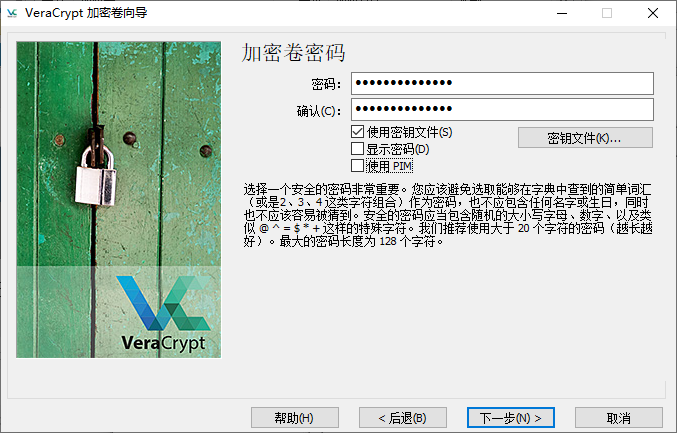 VeraCrypt 加密卷向导
加密卷密码
密码：
●●●●●●●●●●●●●●
确认(C)：
●●●●●●●●●●●●●●
使用密钥文件(S)
密钥文件(K)...
显示密码(D)
使用 PIM
选择一个安全的密码非常重要。您应该避免选取能够在字典中查到的简单词汇
（或是2、3、4 这类字符组合）作为密码，也不应包含任何名字或生日，同时
也不应该容易被猜到。安全的密码应当包含随机的大小写字母、数字、以及类
似 @ ^ = $ * + 这样的特殊字符。我们推荐使用大于 20 个字符的密码（越长越
好）。最大的密码长度为 128 个字符。
VeraCrypt
帮助(H)
< 后退(B)
下一步(N) >
取消